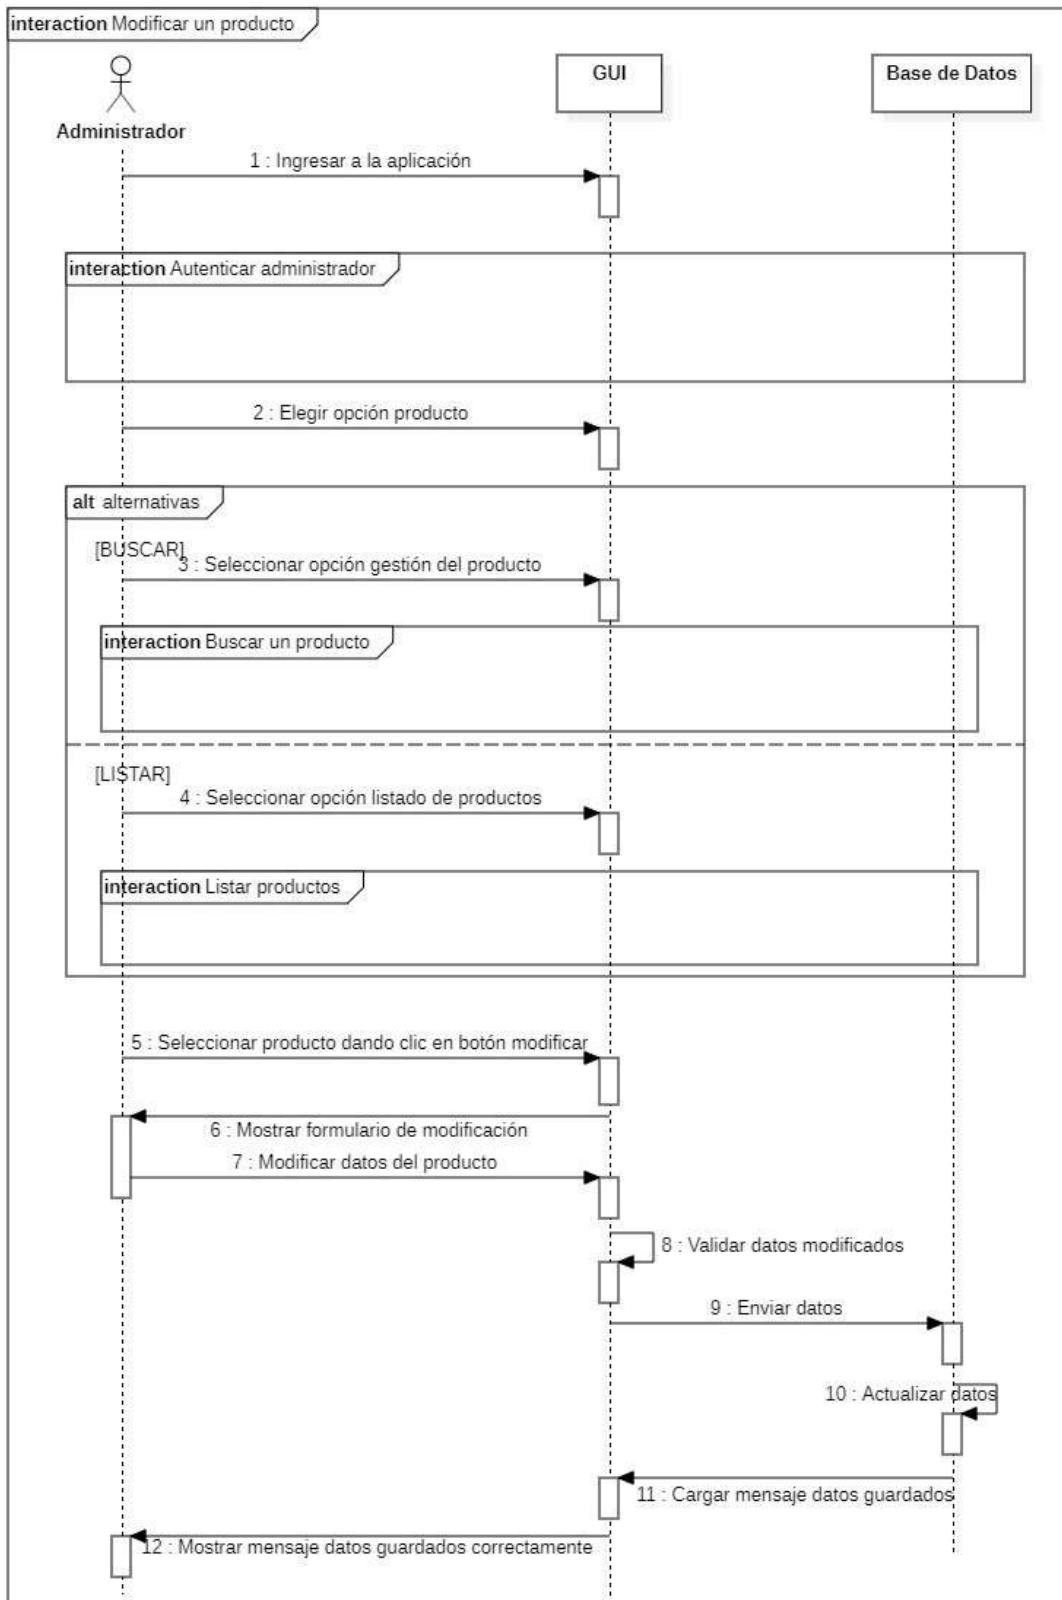 interaction Modificar un producto
GUI
Base de Datos
Administrador
1 : Ingresar a la aplicación
interaction Autenticar administrador
2 : Elegir opción producto
alt alternativas
[BUSCAR]
3 : Seleccionar opción gestión del producto
interaction Buscar un producto
[LISTAR]
4 : Seleccionar opción listado de productos
interaction Listar productos
5 : Seleccionar producto dando clic en botón modificar
6 : Mostrar formulario de modificación
7 : Modificar datos del producto
8 : Validar datos modificados
9 : Enviar datos
10 : Actualizar datos
11 : Cargar mensaje datos guardados
12 : Mostrar mensaje datos guardados correctamente